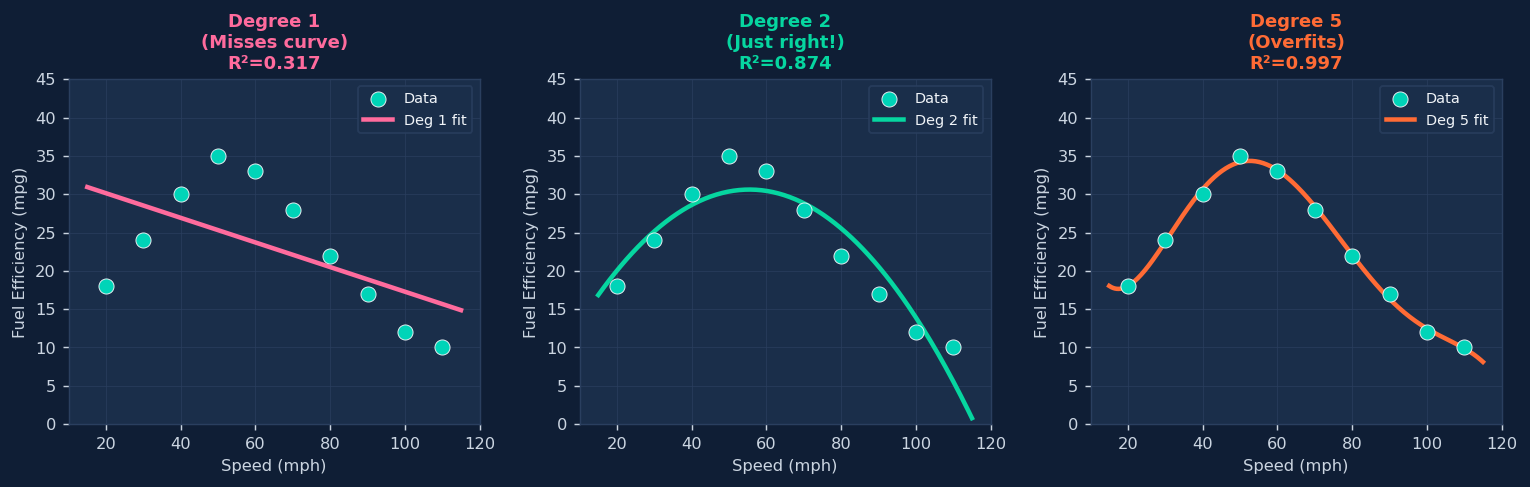 Degree 1
(Misses curve)
R²=0.317
45
40
35
30
25
20
15
10
5
0
Fuel Efficiency (mpg)
Data
Deg 1 fit
20
40
60
80
100
120
Speed (mph)
Degree 2
(Just right!)
R²=0.874
45
40
35
30
25
20
15
10
5
0
Fuel Efficiency (mpg)
Data
Deg 2 fit
20
40
60
80
100
120
Speed (mph)
Degree 5
(Overfits)
R²=0.997
45
40
35
30
25
20
15
10
5
0
Fuel Efficiency (mpg)
Data
Deg 5 fit
20
40
60
80
100
120
Speed (mph)